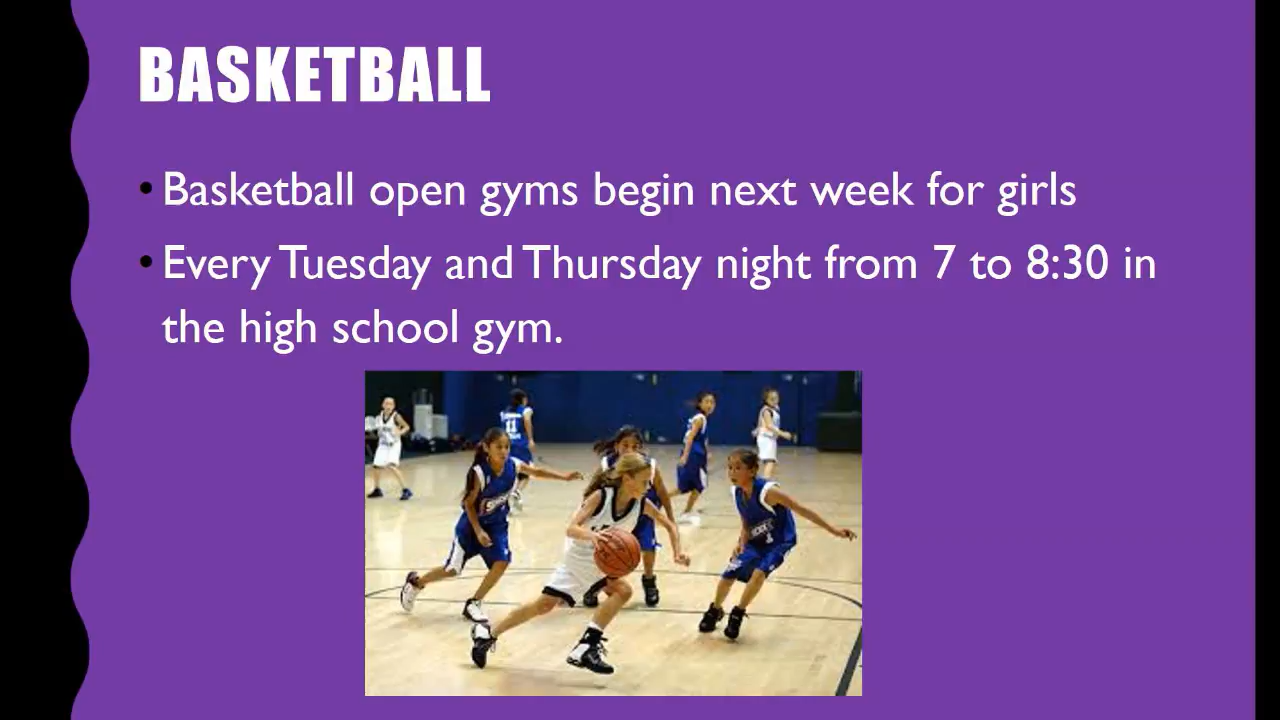 BASKETBALL
• Basketball open gyms begin next week for girls
• Every Tuesday and Thursday night from 7 to 8:30 in
the high school gym.
11